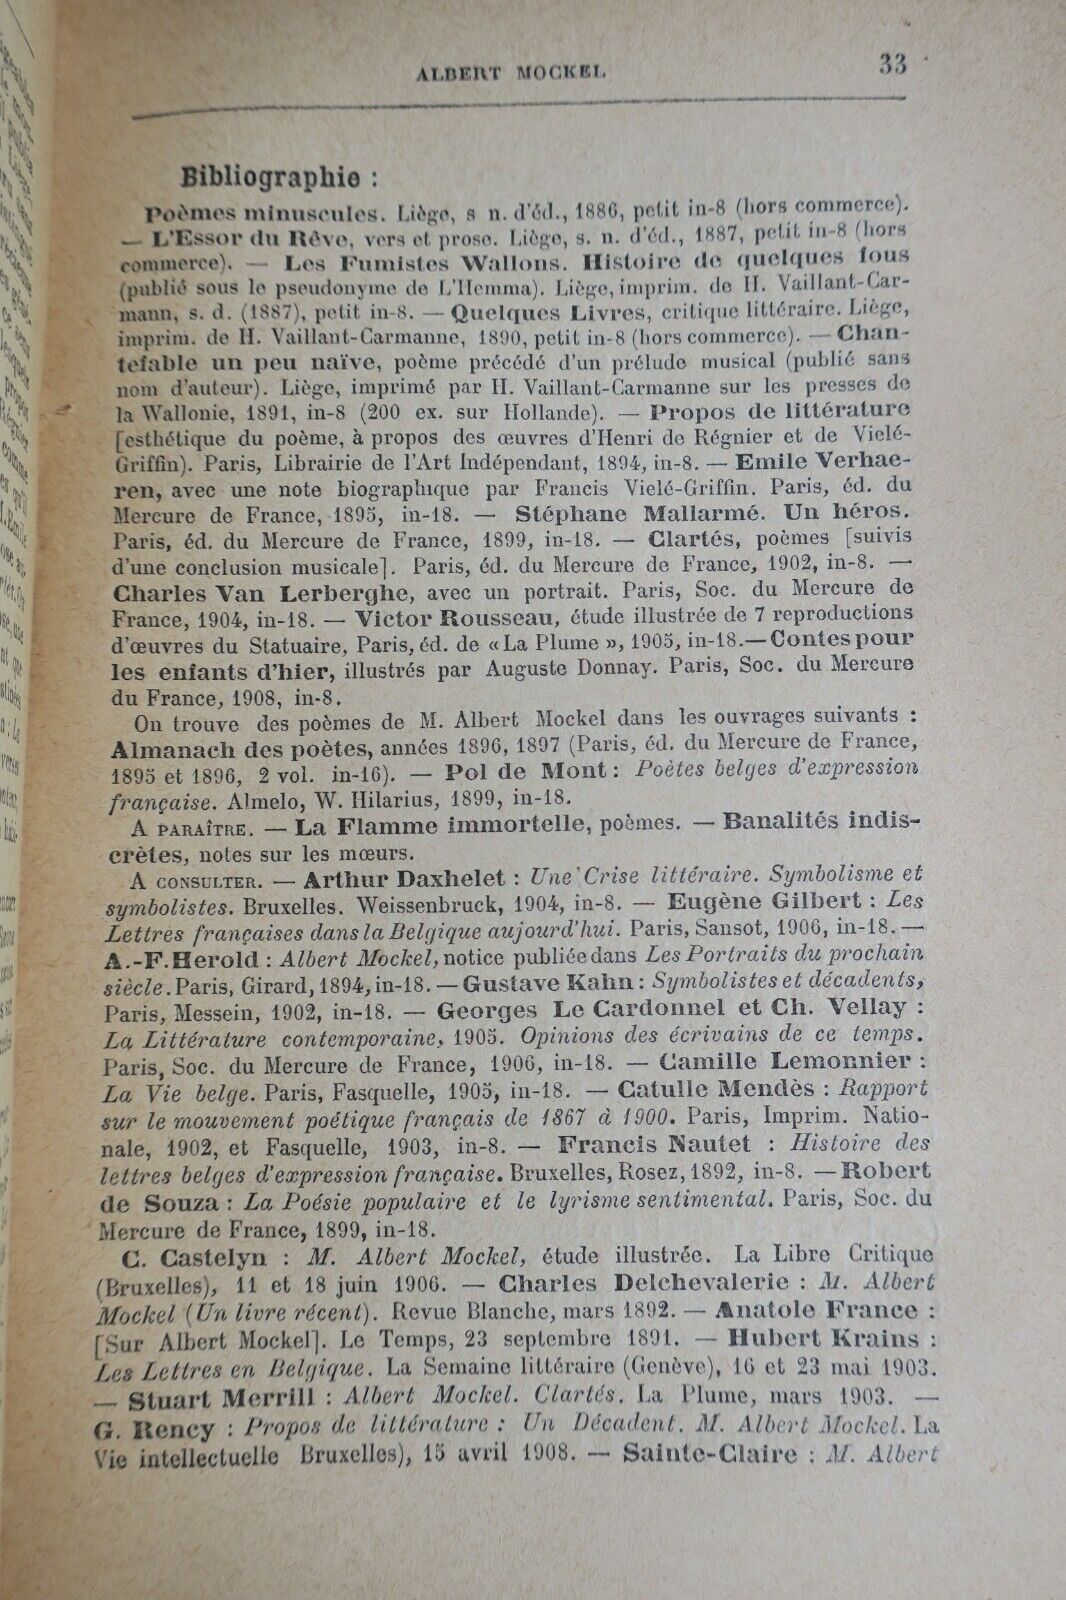 ALBERT MOCKEL 33
Bibliographie :
Poèmes minuscules. Liège, s n. d'éd., 1886, petit in-8 (hors commerce).
— L'Essor du Rêve, vers et prose. Liège, s. n. d'éd., 1887, petit in-8 (hors
commerce). — Les Fumistes Wallons. Histoire de quelques fous
(publié sous le pseudonyme de L'Hemma). Liège, imprim. de H. Vaillant-Car-
mann, s. d. (1887), petit in-8. — Quelques Livres, critique littéraire. Liège,
imprim. de H. Vaillant-Carmanne, 1890, petit in-8 (hors commerce). — Chan-
tefable un peu naïve, poème précédé d'un prélude musical (publié sans
nom d'auteur). Liège, imprimé par H. Vaillant-Carmanne sur les presses de
la Wallonie, 1891, in-8 (200 ex. sur Hollande). — Propos de littérature
[esthétique du poème, à propos des œuvres d'Henri de Régnier et de Vielé-
Griffin). Paris, Librairie de l'Art Indépendant, 1894, in-8. — Emile Verhae-
ren, avec une note biographique par Francis Vielé-Griffin. Paris, éd. du
Mercure de France, 1895, in-18. — Stéphane Mallarmé. Un héros.
Paris, éd. du Mercure de France, 1899, in-18. — Clartés, poèmes [suivis
d'une conclusion musicale]. Paris, éd. du Mercure de France, 1902, in-8. —
Charles Van Lerberghe, avec un portrait. Paris, Soc. du Mercure de
France, 1904, in-18. — Victor Rousseau, étude illustrée de 7 reproductions
d'œuvres du Statuaire, Paris, éd. de « La Plume », 1905, in-18. — Contes pour
les enfants d'hier, illustrés par Auguste Donnay. Paris, Soc. du Mercure
du France, 1908, in-8.
On trouve des poèmes de M. Albert Mockel dans les ouvrages suivants :
Almanach des poètes, années 1896, 1897 (Paris, éd. du Mercure de France,
1895 et 1896, 2 vol. in-16). — Pol de Mont : Poètes belges d'expression
française. Almelo, W. Hilarius, 1899, in-18.
A PARAÎTRE. — La Flamme immortelle, poèmes. — Banalités indis-
crètes, notes sur les mœurs.
A CONSULTER. — Arthur Daxhelet : Une Crise littéraire. Symbolisme et
symbolistes. Bruxelles. Weissenbruck, 1904, in-8. — Eugène Gilbert : Les
Lettres françaises dans la Belgique aujourd'hui. Paris, Sansot, 1906, in-18. —
A.-F. Herold : Albert Mockel, notice publiée dans Les Portraits du prochain
siècle. Paris, Girard, 1894, in-18. — Gustave Kahn : Symbolistes et décadents,
Paris, Messein, 1902, in-18. — Georges Le Cardonnel et Ch. Vellay :
La Littérature contemporaine, 1905. Opinions des écrivains de ce temps.
Paris, Soc. du Mercure de France, 1906, in-18. — Camille Lemonnier :
La Vie belge. Paris, Fasquelle, 1905, in-18. — Catulle Mendès : Rapport
sur le mouvement poétique français de 1867 à 1900. Paris, Imprim. Natio-
nale, 1902, et Fasquelle, 1903, in-8. — Francis Nautet : Histoire des
lettres belges d'expression française. Bruxelles, Rosez, 1892, in-8. — Robert
de Souza : La Poésie populaire et le lyrisme sentimental. Paris, Soc. du
Mercure de France, 1899, in-18.
C. Castelyn : M. Albert Mockel, étude illustrée. La Libre Critique
(Bruxelles), 11 et 18 juin 1906. — Charles Delchevalerie : M. Albert
Mockel (Un livre récent). Revue Blanche, mars 1892. — Anatole France :
[Sur Albert Mockel]. Le Temps, 23 septembre 1891. — Hubert Krains :
Les Lettres en Belgique. La Semaine littéraire (Genève), 16 et 23 mai 1903.
— Stuart Merrill : Albert Mockel. Clartés. La Plume, mars 1903. —
G. Rency : Propos de littérature : Un Décadent. M. Albert Mockel. La
Vie intellectuelle Bruxelles), 15 avril 1908. — Sainte-Claire : M. Albert